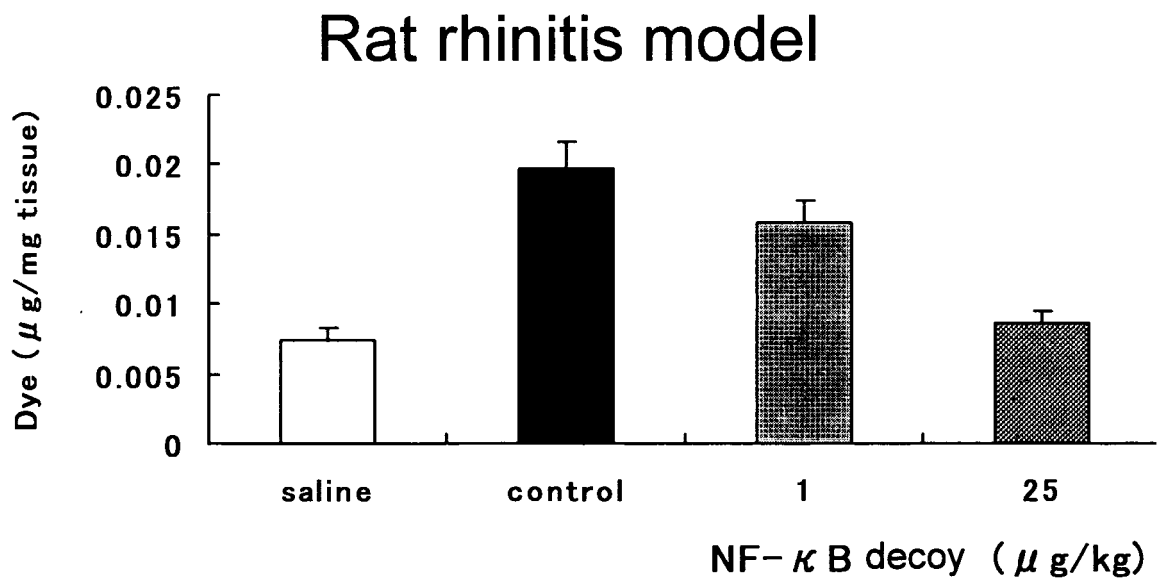 Rat rhinitis model
Dye (μg/mg tissue)
0.025
0.02
0.015
0.01
0.005
0
saline control 1 25
NF-κB decoy (μg/kg)